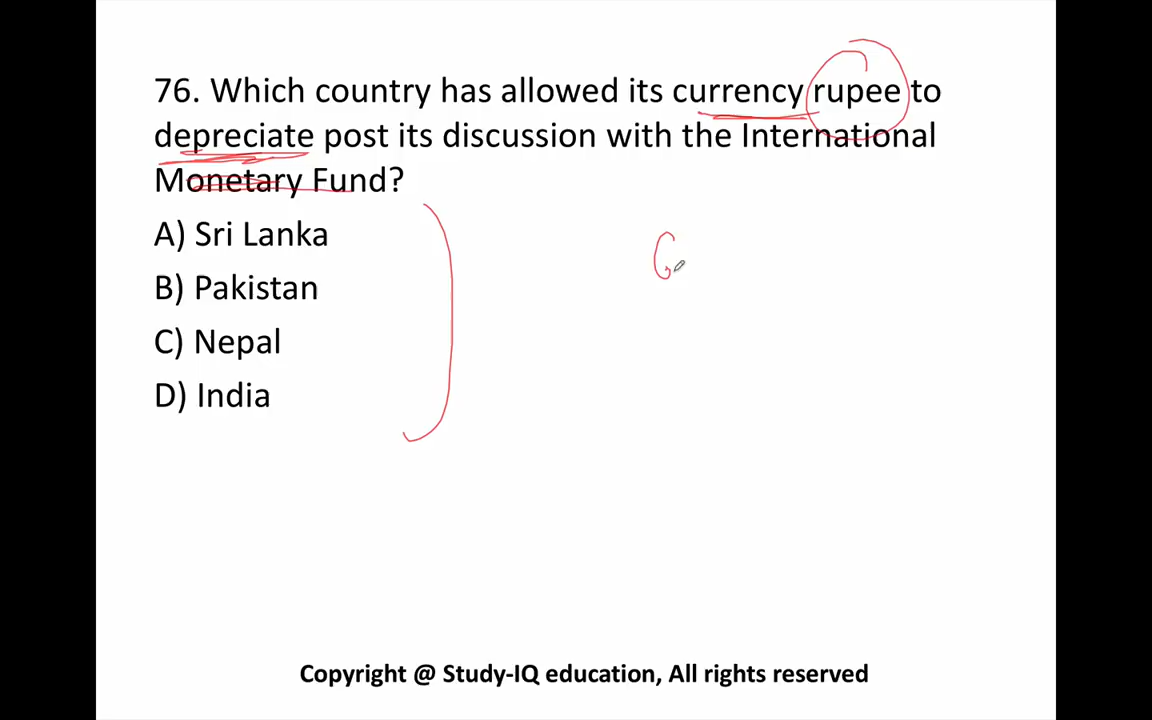 76. Which country has allowed its currency rupee to
depreciate post its discussion with the International
Monetary Fund?
A) Sri Lanka
B) Pakistan
C) Nepal
D) India
Copyright @ Study-IQ education, All rights reserved